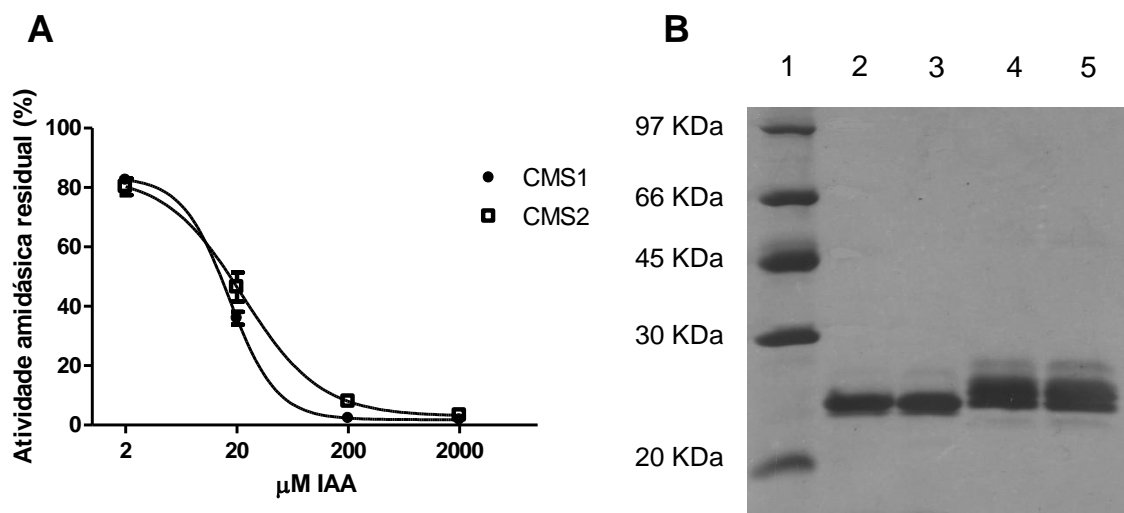 A
Atividade amidásica residual (%)
100
80
60
40
20
0
2 20 200 2000
µM IAA
CMS1
CMS2
B
1 2 3 4 5
97 KDa
66 KDa
45 KDa
30 KDa
20 KDa